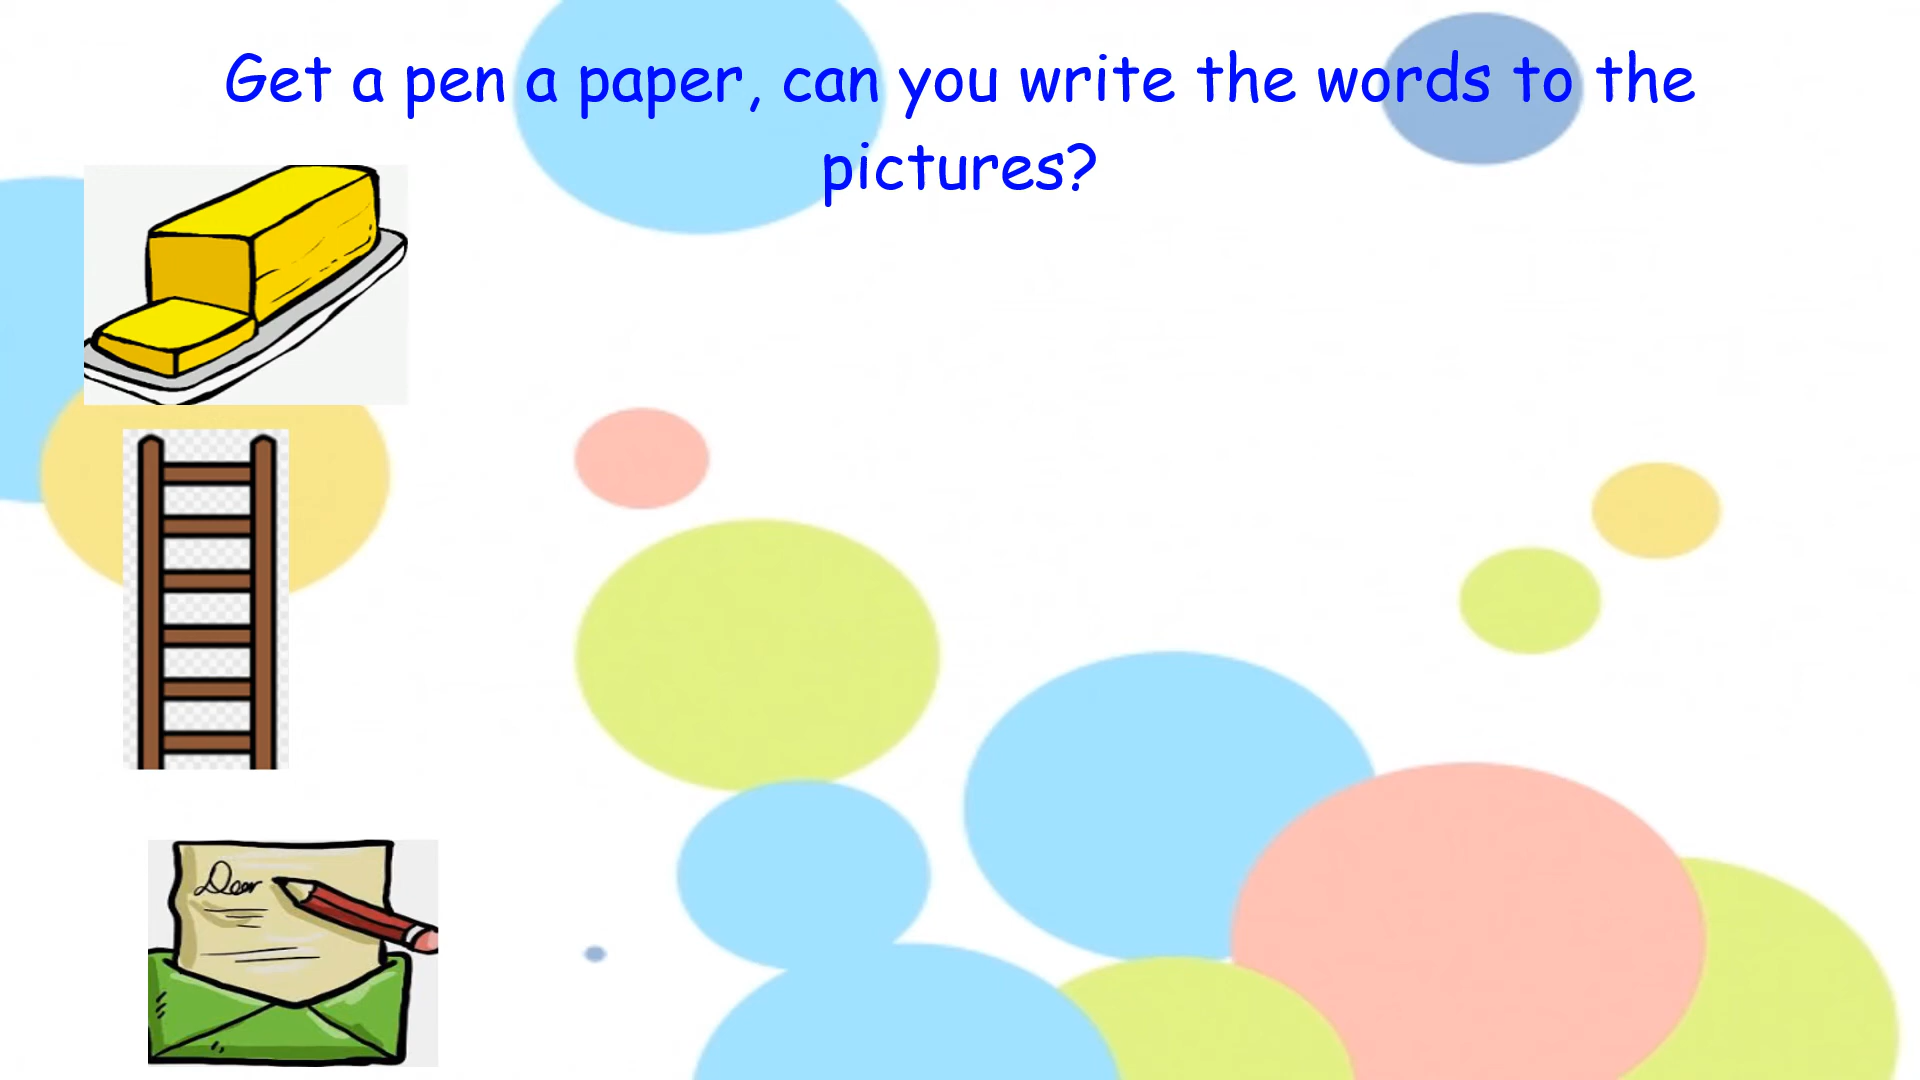 Get a pen a paper, can you write the words to the
pictures?
Dear